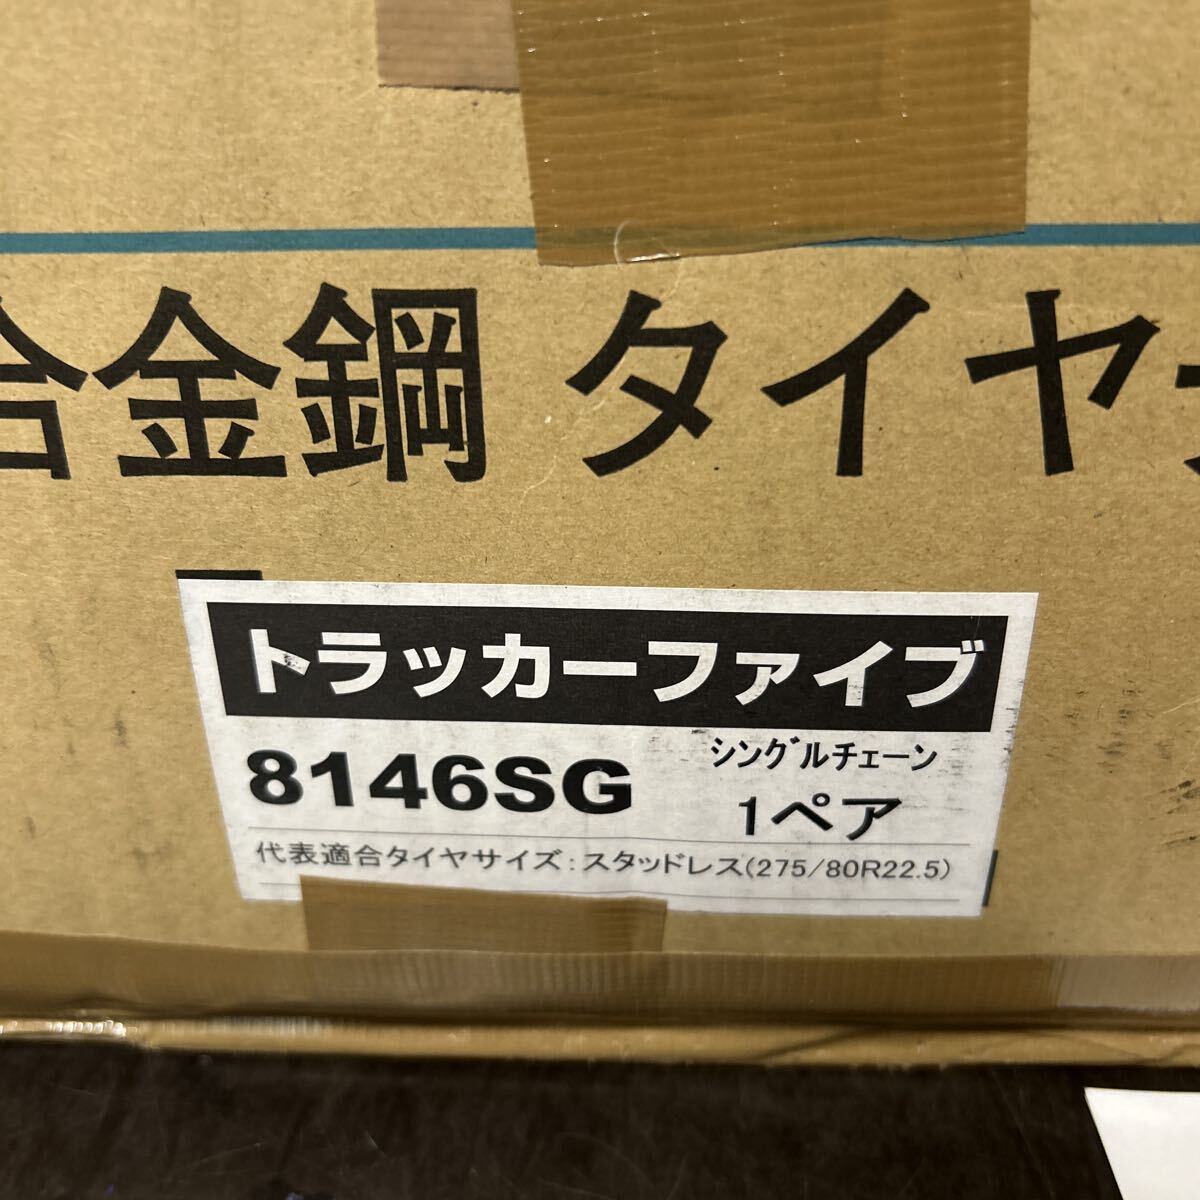 合金鋼 タイヤ
トラッカーファイブ
8146SG
シングルチェーン
1ペア
代表適合タイヤサイズ:スタッドレス(275/80R22.5)